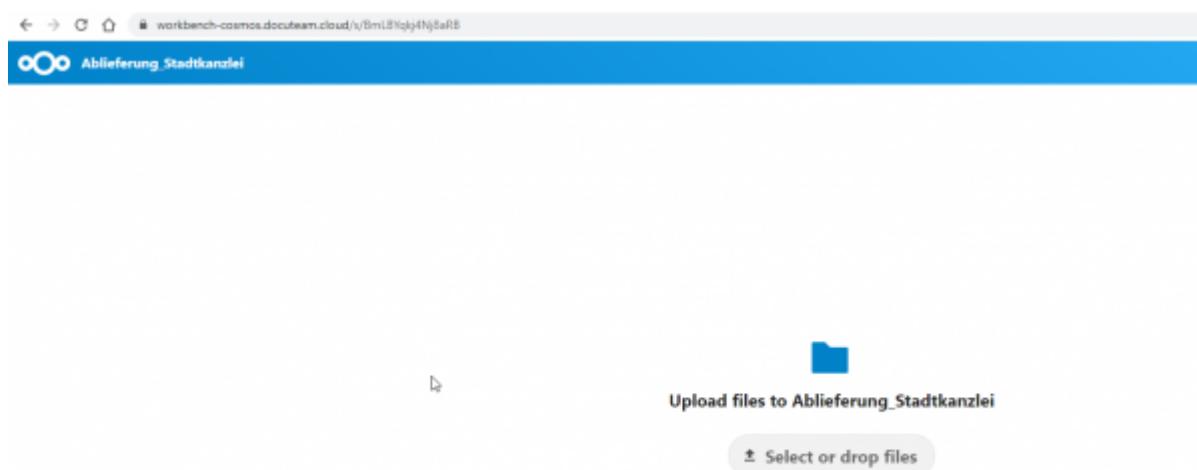 workbench-cosmos.docuteam.cloud/s/
Ablieferung_Stadtkanzlei
Upload files to Ablieferung_Stadtkanzlei
Select or drop files